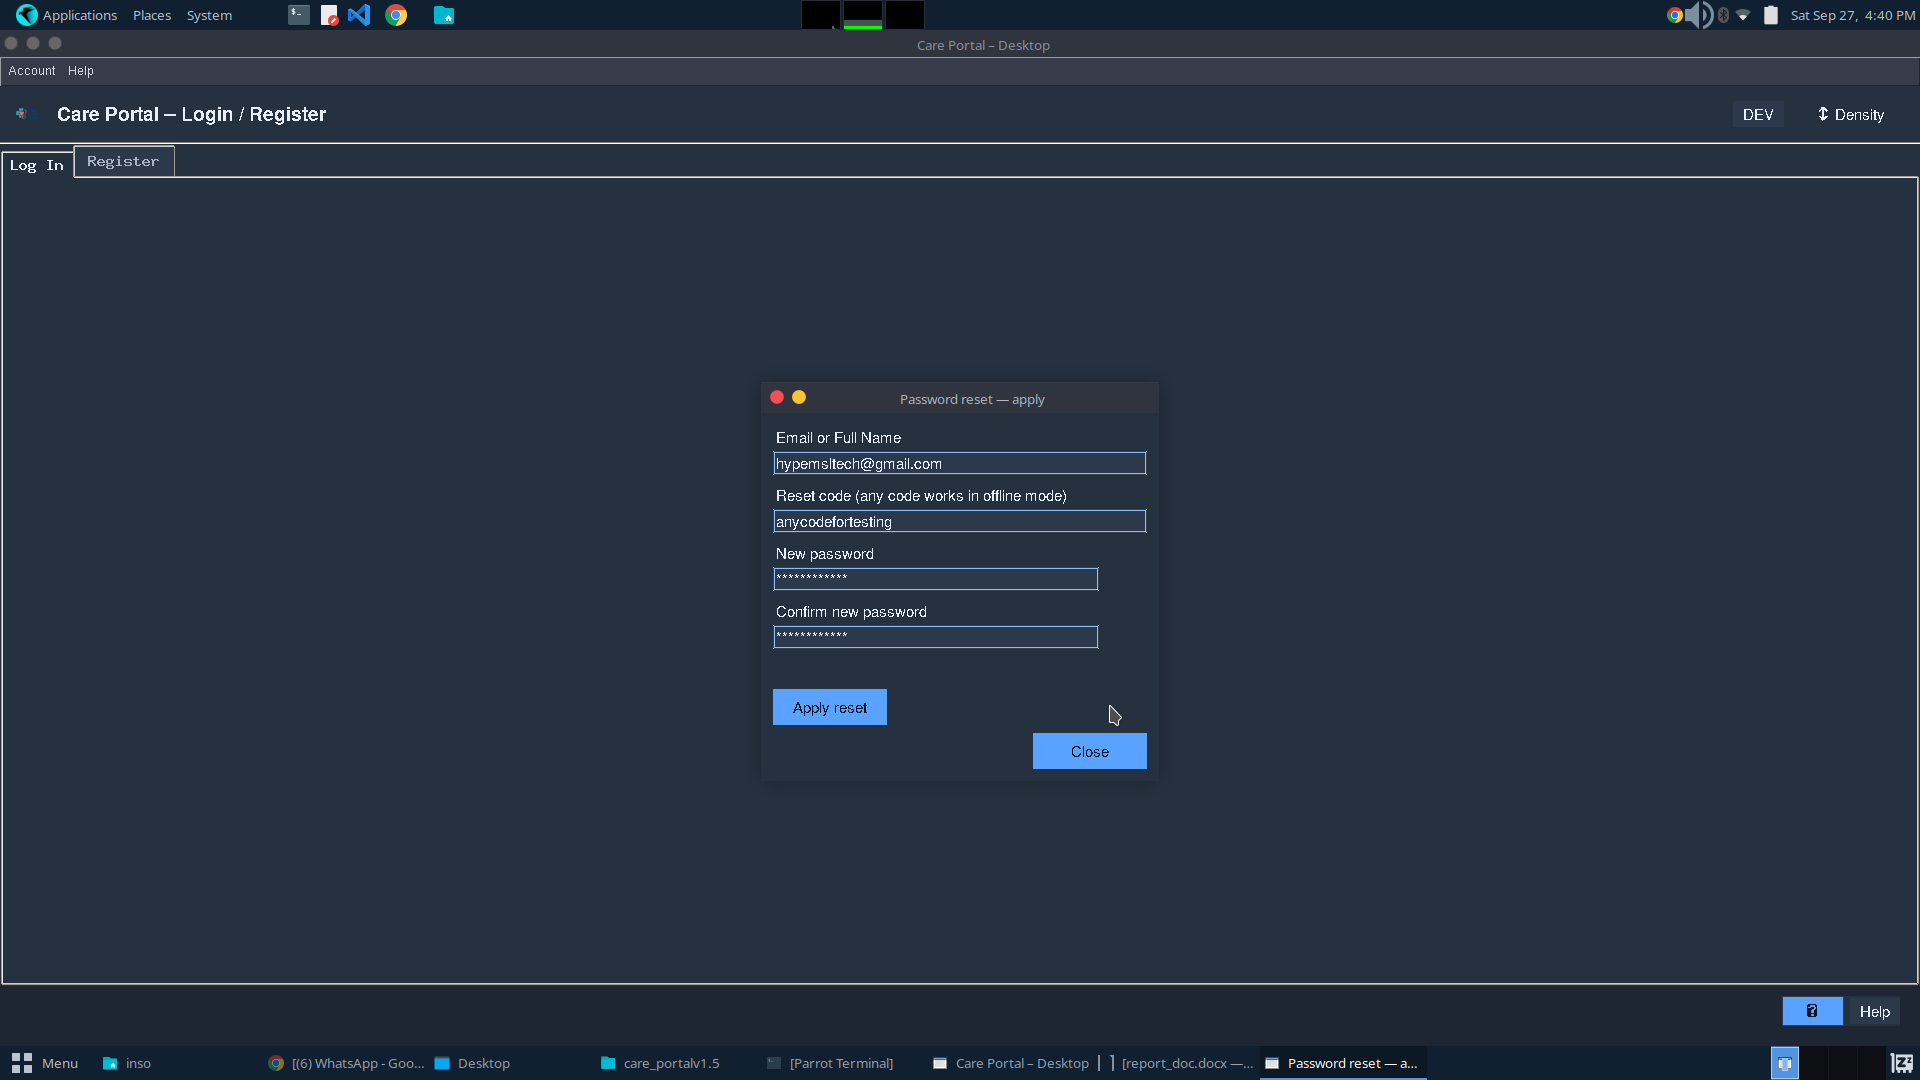 Applications Places System
Sat Sep 27, 4:40 PM
Care Portal – Desktop
Account Help
Care Portal – Login / Register
DEV
Density
Log In
Register
Password reset — apply
Email or Full Name
hypemsltech@gmail.com
Reset code (any code works in offline mode)
anycodefortesting
New password
************
Confirm new password
************
Apply reset
Close
?
Help
Menu
inso
[(6) WhatsApp - Goo...
Desktop
care_portalv1.5
[Parrot Terminal]
Care Portal – Desktop
[report_doc.docx —...
Password reset — a...